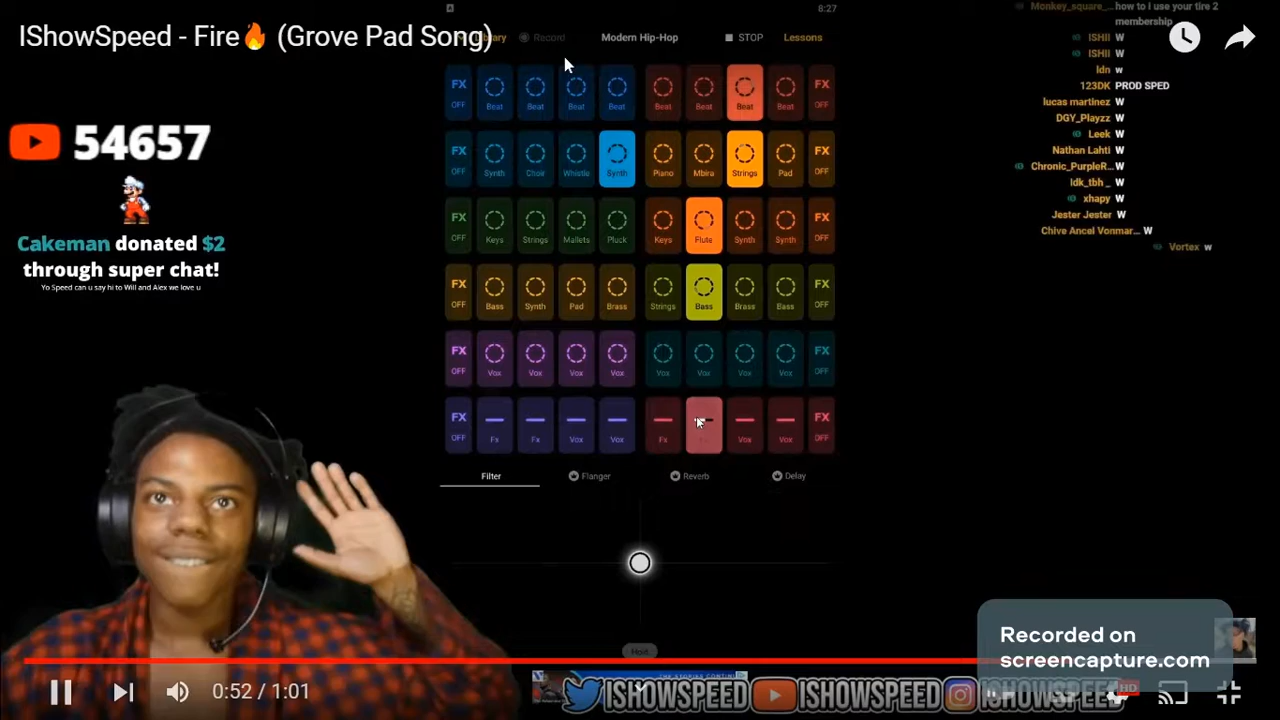 IShowSpeed - Fire🔥 (Grove Pad Song)
Record
Modern Hip-Hop
STOP
Lessons
8:27
54657
Cakeman donated $2
through super chat!
Yo Speed can u say hi to Will and Alex we love u
FX Beat Beat Beat Beat Beat Beat Beat Beat FX
OFF OFF
FX Synth Choir Whistle Synth Piano Mbira Strings Pad FX
OFF OFF
FX Keys Strings Mallets Pluck Keys Flute Synth Synth FX
OFF OFF
FX Bass Synth Pad Brass Strings Bass Brass Bass FX
OFF OFF
FX Vox Vox Vox Vox Vox Vox Vox Vox FX
OFF OFF
FX Fx Fx Vox Vox Fx Vox Vox FX
OFF OFF
Filter Flanger Reverb Delay
Monkey_square_... how to I use your tire 2
membership
ISHII W
ISHII W
ldn w
123DK PROD SPED
lucas martinez W
DGY_Playzz W
Leek W
Nathan Lahti W
Chronic_PurpleR... W
Idk_tbh_ W
xhapy W
Jester Jester W
Chive Ancel Vonmar... W
Vortex w
Recorded on
screencapture.com
0:52 / 1:01
ISHOWSPEED ISHOWSPEED ISHOWSPEED
HD